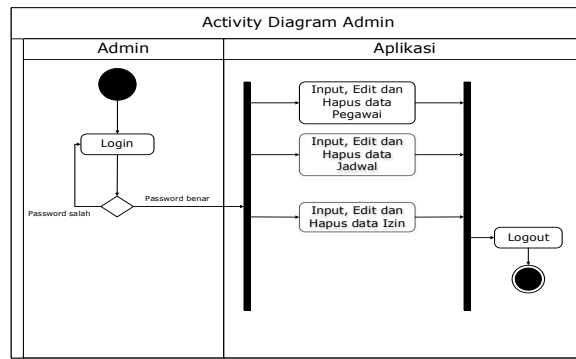 Activity Diagram Admin
Admin
Aplikasi
Input, Edit dan
Hapus data
Pegawai
Login
Input, Edit dan
Hapus data
Jadwal
Password benar
Password salah
Input, Edit dan
Hapus data Izin
Logout